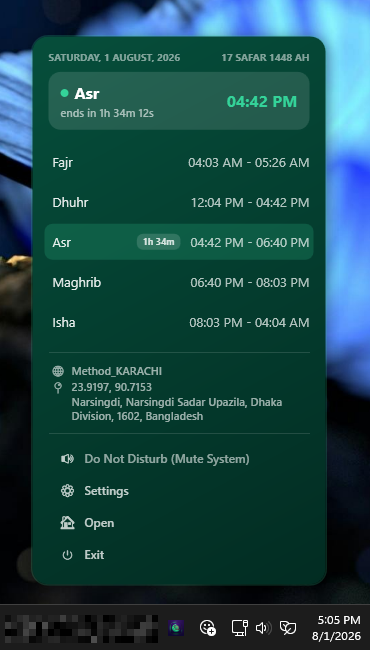 SATURDAY, 1 AUGUST, 2026 17 SAFAR 1448 AH
Asr 04:42 PM
ends in 1h 34m 12s
Fajr 04:03 AM - 05:26 AM
Dhuhr 12:04 PM - 04:42 PM
Asr 1h 34m 04:42 PM - 06:40 PM
Maghrib 06:40 PM - 08:03 PM
Isha 08:03 PM - 04:04 AM
Method_KARACHI
23.9197, 90.7153
Narsingdi, Narsingdi Sadar Upazila, Dhaka
Division, 1602, Bangladesh
Do Not Disturb (Mute System)
Settings
Open
Exit
5:05 PM
8/1/2026